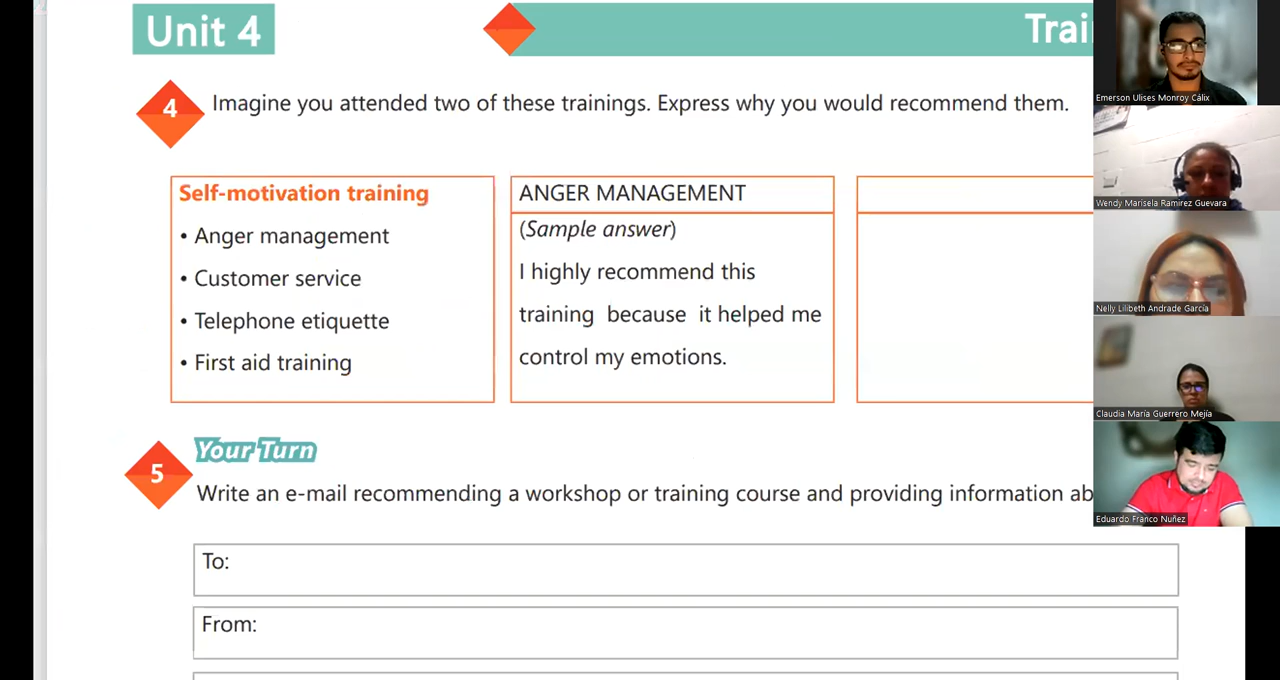 Unit 4
Trai
4
Imagine you attended two of these trainings. Express why you would recommend them.
Self-motivation training
• Anger management
• Customer service
• Telephone etiquette
• First aid training
ANGER MANAGEMENT
(Sample answer)
I highly recommend this
training because it helped me
control my emotions.
5
Your Turn
Write an e-mail recommending a workshop or training course and providing information ab
To:
From:
Emerson Ulises Monroy Cálix
Wendy Marisela Ramirez Guevara
Nelly Lilibeth Andrade García
Claudia María Guerrero Mejía
Eduardo Franco Nuñez